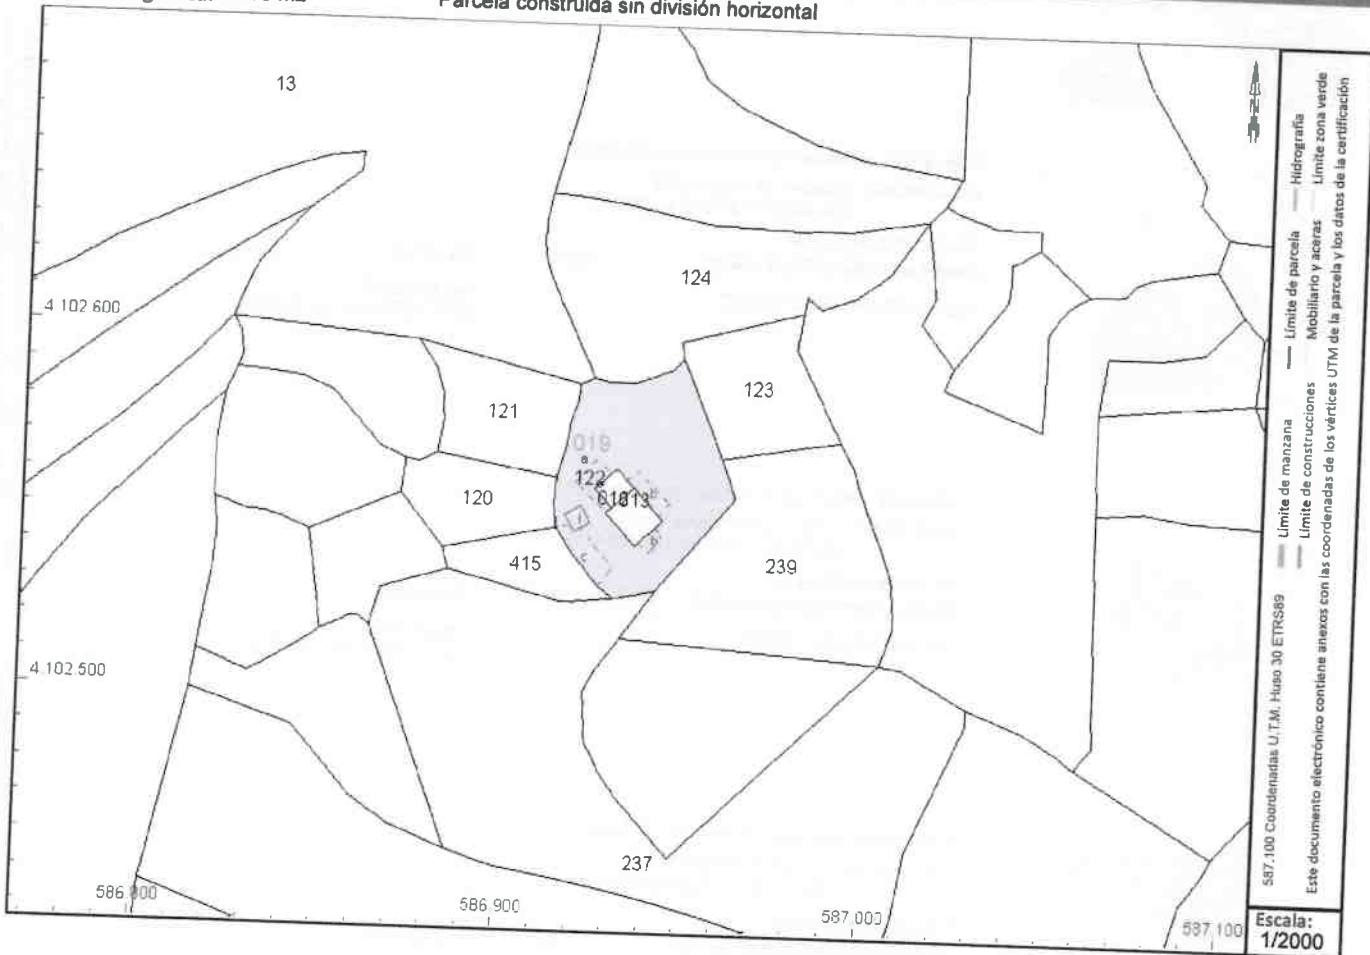 Parcela construida sin división horizontal
13
124
4.102.600
123
121
019
a
122
120
415
239
4.102.500
237
586.800
586.900
587.000
587.100
Límite de manzana
Límite de parcela
Hidrografía
Límite de construcciones
Mobiliario y aceras
Límite zona verde
587.100 Coordenadas U.T.M. Huso 30 ETRS89
Este documento electrónico contiene anexos con las coordenadas de los vértices UTM de la parcela y los datos de la certificación
Escala:
1/2000